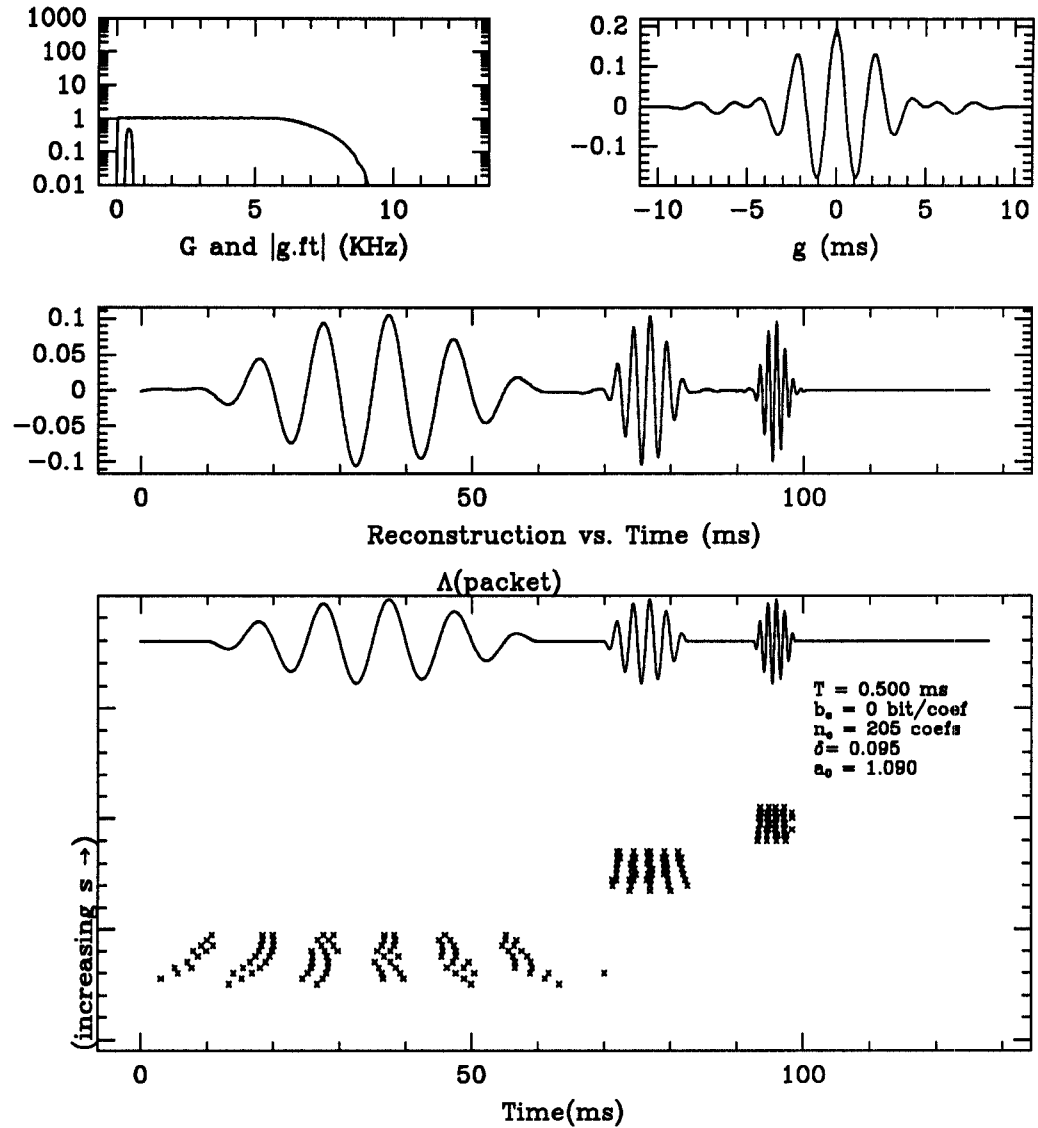 1000
100
10
1
0.1
0.01
0 5 10
G and |g.ft| (KHz)
0.2
0.1
0
−0.1
−10 −5 0 5 10
g (ms)
0.1
0.05
0
−0.05
−0.1
0 50 100
Reconstruction vs. Time (ms)
Λ(packet)
T = 0.500 ms
bₑ = 0 bit/coef
nₑ = 205 coefs
δ= 0.095
a₀ = 1.090
(increasing s →)
0 50 100
Time(ms)